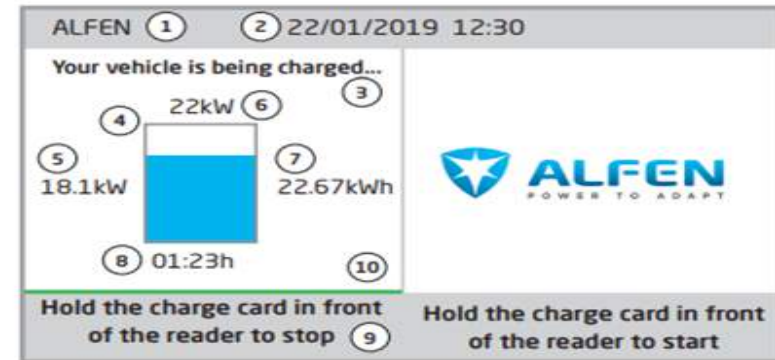 ALFEN 1 2 22/01/2019 12:30
Your vehicle is being charged...
3
22kW 6
4
5
18.1kW
7
22.67kWh
8 01:23h
10
Hold the charge card in front
of the reader to stop 9
ALFEN
POWER TO ADAPT
Hold the charge card in front
of the reader to start